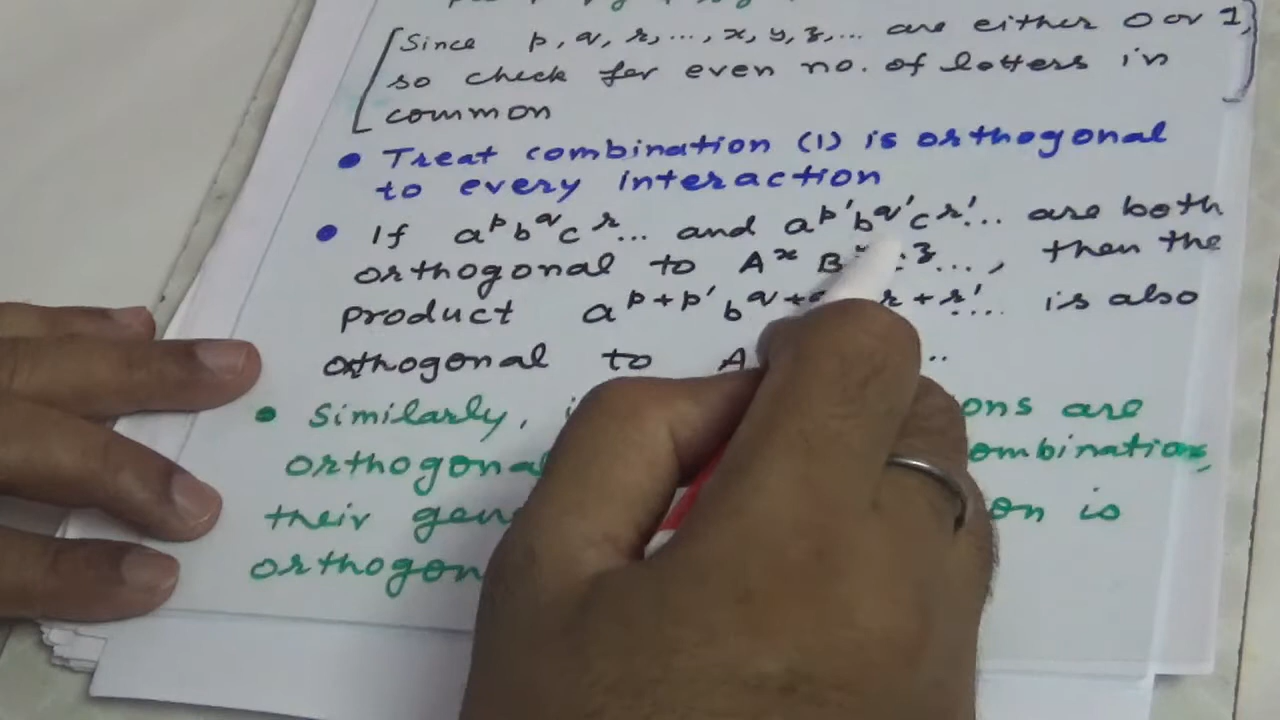 [Since p, q, r, ..., x, y, z, ... are either 0 or 1,
so check for even no. of letters in
common]
• Treat combination (1) is orthogonal
to every interaction
• If a^p b^q c^r ... and a^p' b^q' c^r' ... are both
orthogonal to A^x B c^z ..., then the
product a^p+p' b^q+ r+r' ... is also
orthogonal to A ..
• Similarly, ons are
orthogonal ombinations,
their gen on is
orthogon